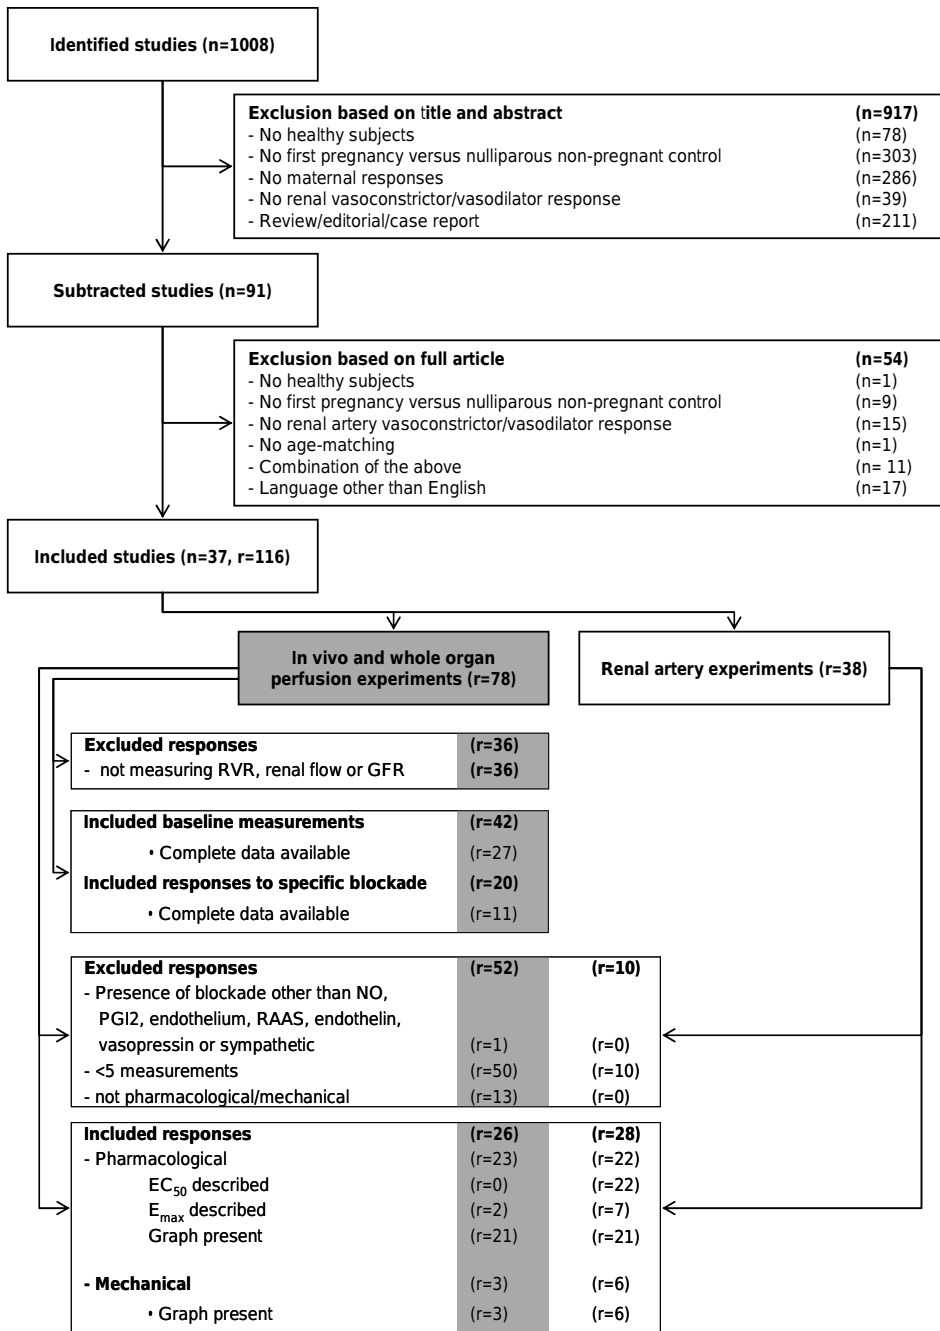 Identified studies (n=1008)
Exclusion based on title and abstract (n=917)
- No healthy subjects (n=78)
- No first pregnancy versus nulliparous non-pregnant control (n=303)
- No maternal responses (n=286)
- No renal vasoconstrictor/vasodilator response (n=39)
- Review/editorial/case report (n=211)
Subtracted studies (n=91)
Exclusion based on full article (n=54)
- No healthy subjects (n=1)
- No first pregnancy versus nulliparous non-pregnant control (n=9)
- No renal artery vasoconstrictor/vasodilator response (n=15)
- No age-matching (n=1)
- Combination of the above (n= 11)
- Language other than English (n=17)
Included studies (n=37, r=116)
In vivo and whole organ
perfusion experiments (r=78)
Renal artery experiments (r=38)
Excluded responses (r=36)
- not measuring RVR, renal flow or GFR (r=36)
Included baseline measurements (r=42)
• Complete data available (r=27)
Included responses to specific blockade (r=20)
• Complete data available (r=11)
Excluded responses (r=52) (r=10)
- Presence of blockade other than NO,
PGI2, endothelium, RAAS, endothelin,
vasopressin or sympathetic (r=1) (r=0)
- <5 measurements (r=50) (r=10)
- not pharmacological/mechanical (r=13) (r=0)
Included responses (r=26) (r=28)
- Pharmacological (r=23) (r=22)
EC50 described (r=0) (r=22)
Emax described (r=2) (r=7)
Graph present (r=21) (r=21)
- Mechanical (r=3) (r=6)
• Graph present (r=3) (r=6)